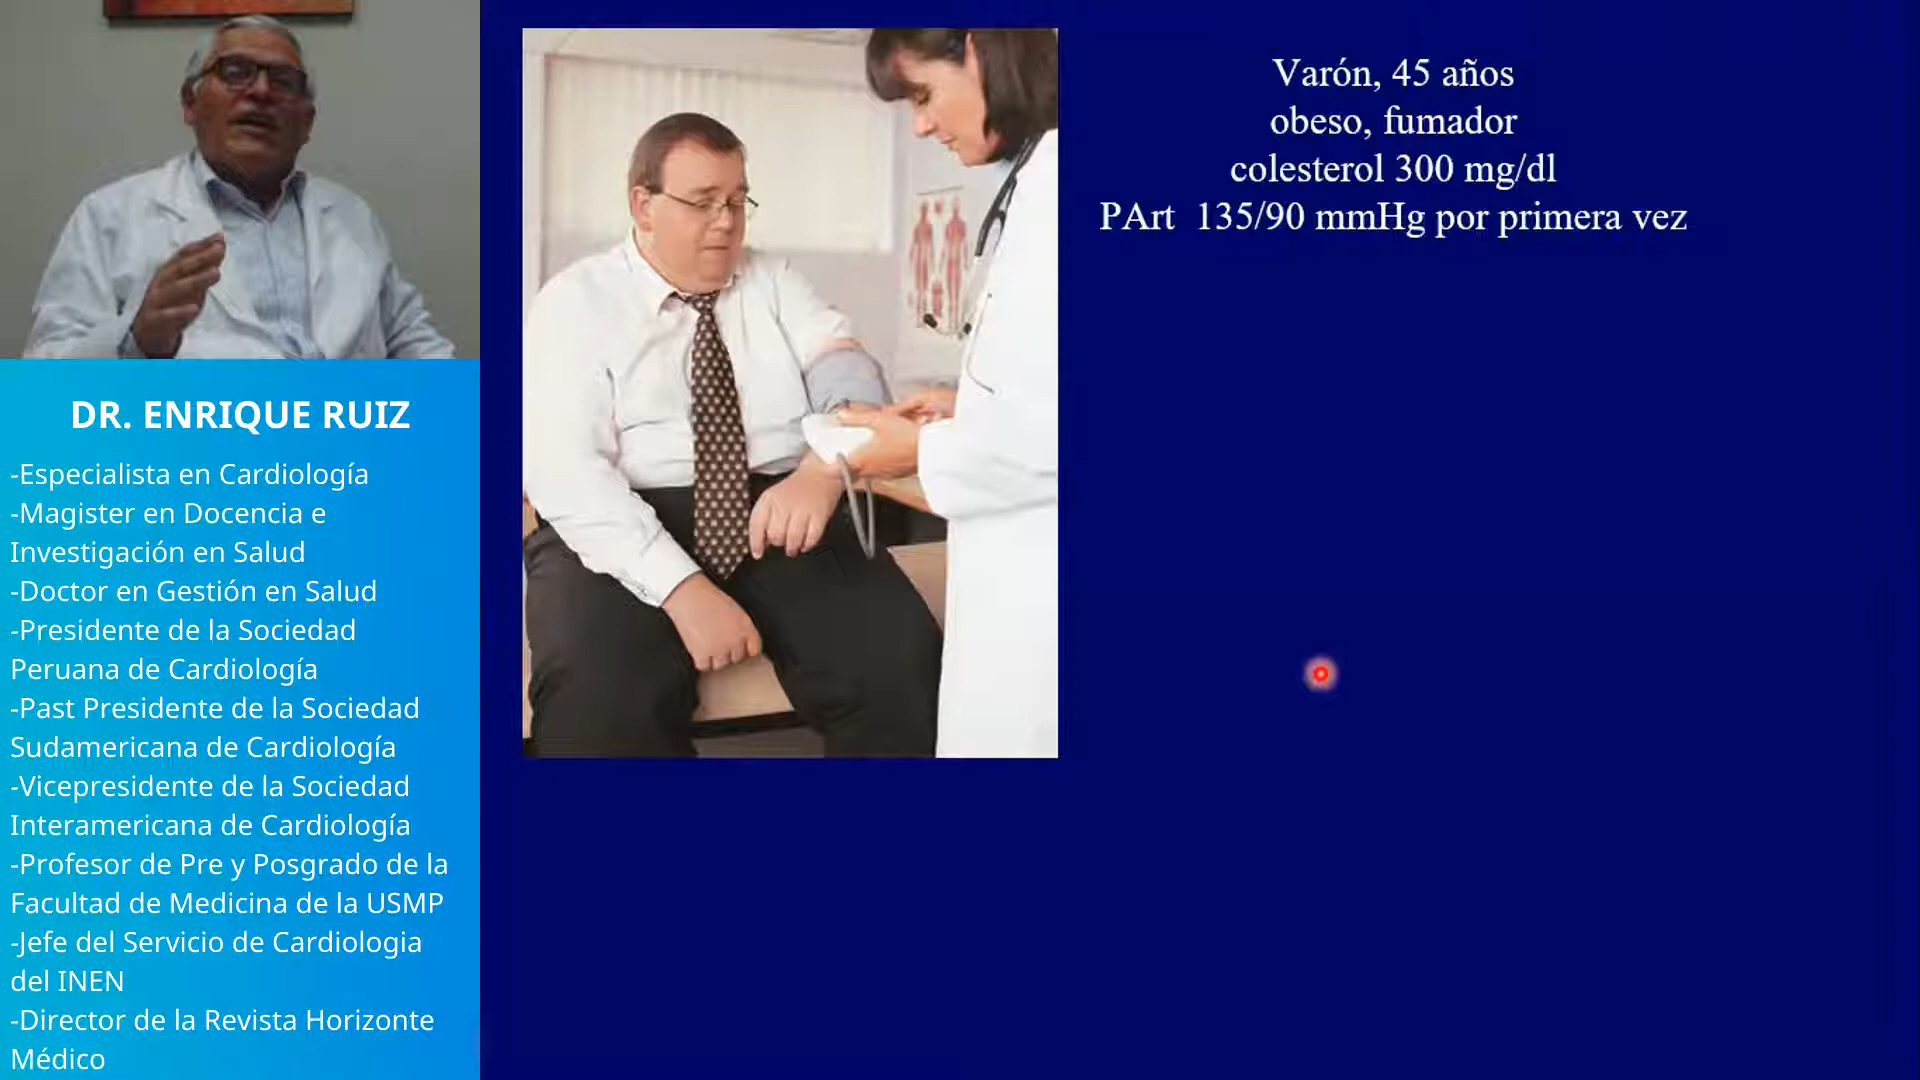 DR. ENRIQUE RUIZ
-Especialista en Cardiología
-Magister en Docencia e
Investigación en Salud
-Doctor en Gestión en Salud
-Presidente de la Sociedad
Peruana de Cardiología
-Past Presidente de la Sociedad
Sudamericana de Cardiología
-Vicepresidente de la Sociedad
Interamericana de Cardiología
-Profesor de Pre y Posgrado de la
Facultad de Medicina de la USMP
-Jefe del Servicio de Cardiologia
del INEN
-Director de la Revista Horizonte
Médico
Varón, 45 años
obeso, fumador
colesterol 300 mg/dl
PArt 135/90 mmHg por primera vez